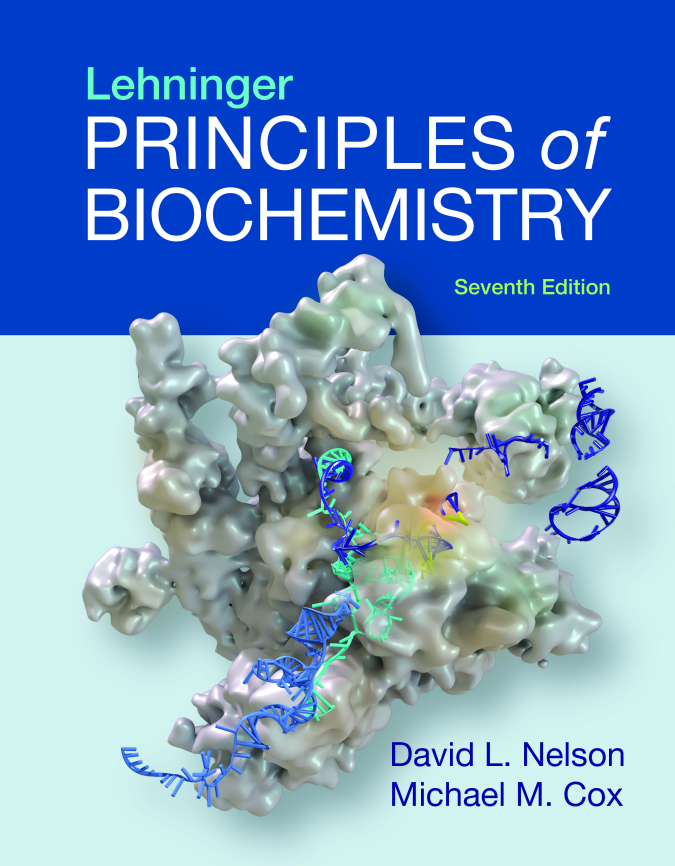 Lehninger
PRINCIPLES of
BIOCHEMISTRY
Seventh Edition
David L. Nelson
Michael M. Cox